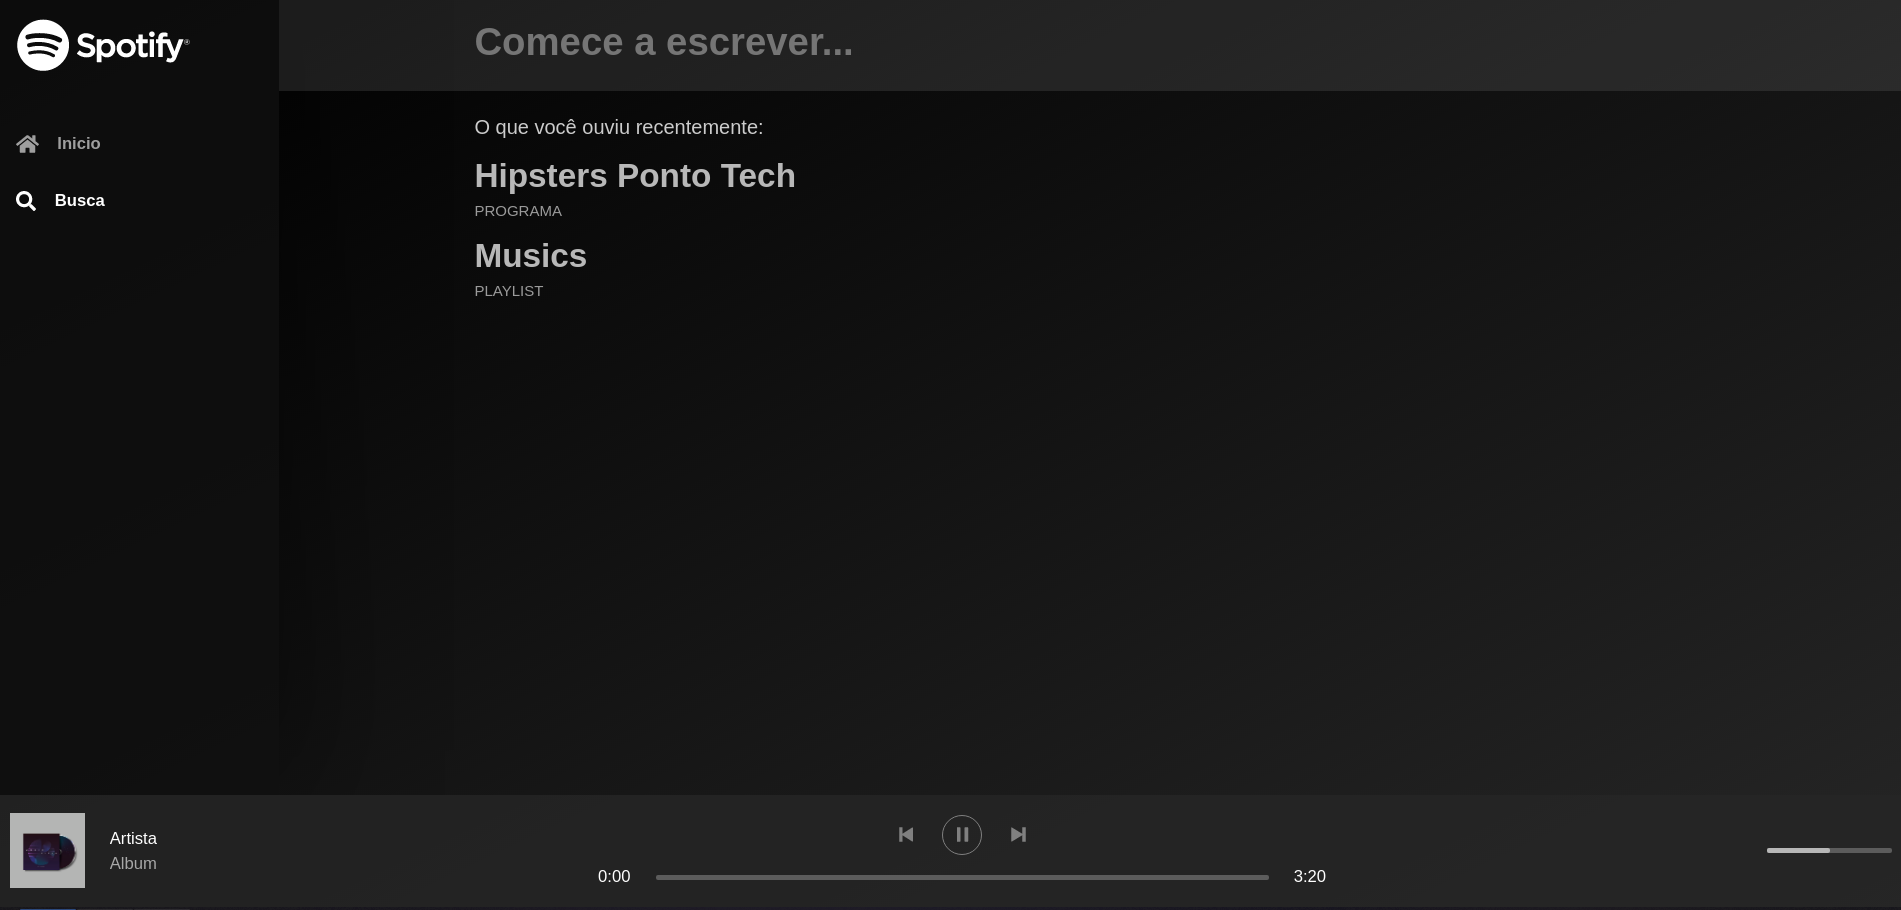 Spotify®
Comece a escrever...
Inicio
Busca
O que você ouviu recentemente:
Hipsters Ponto Tech
PROGRAMA
Musics
PLAYLIST
Artista
Album
0:00
3:20